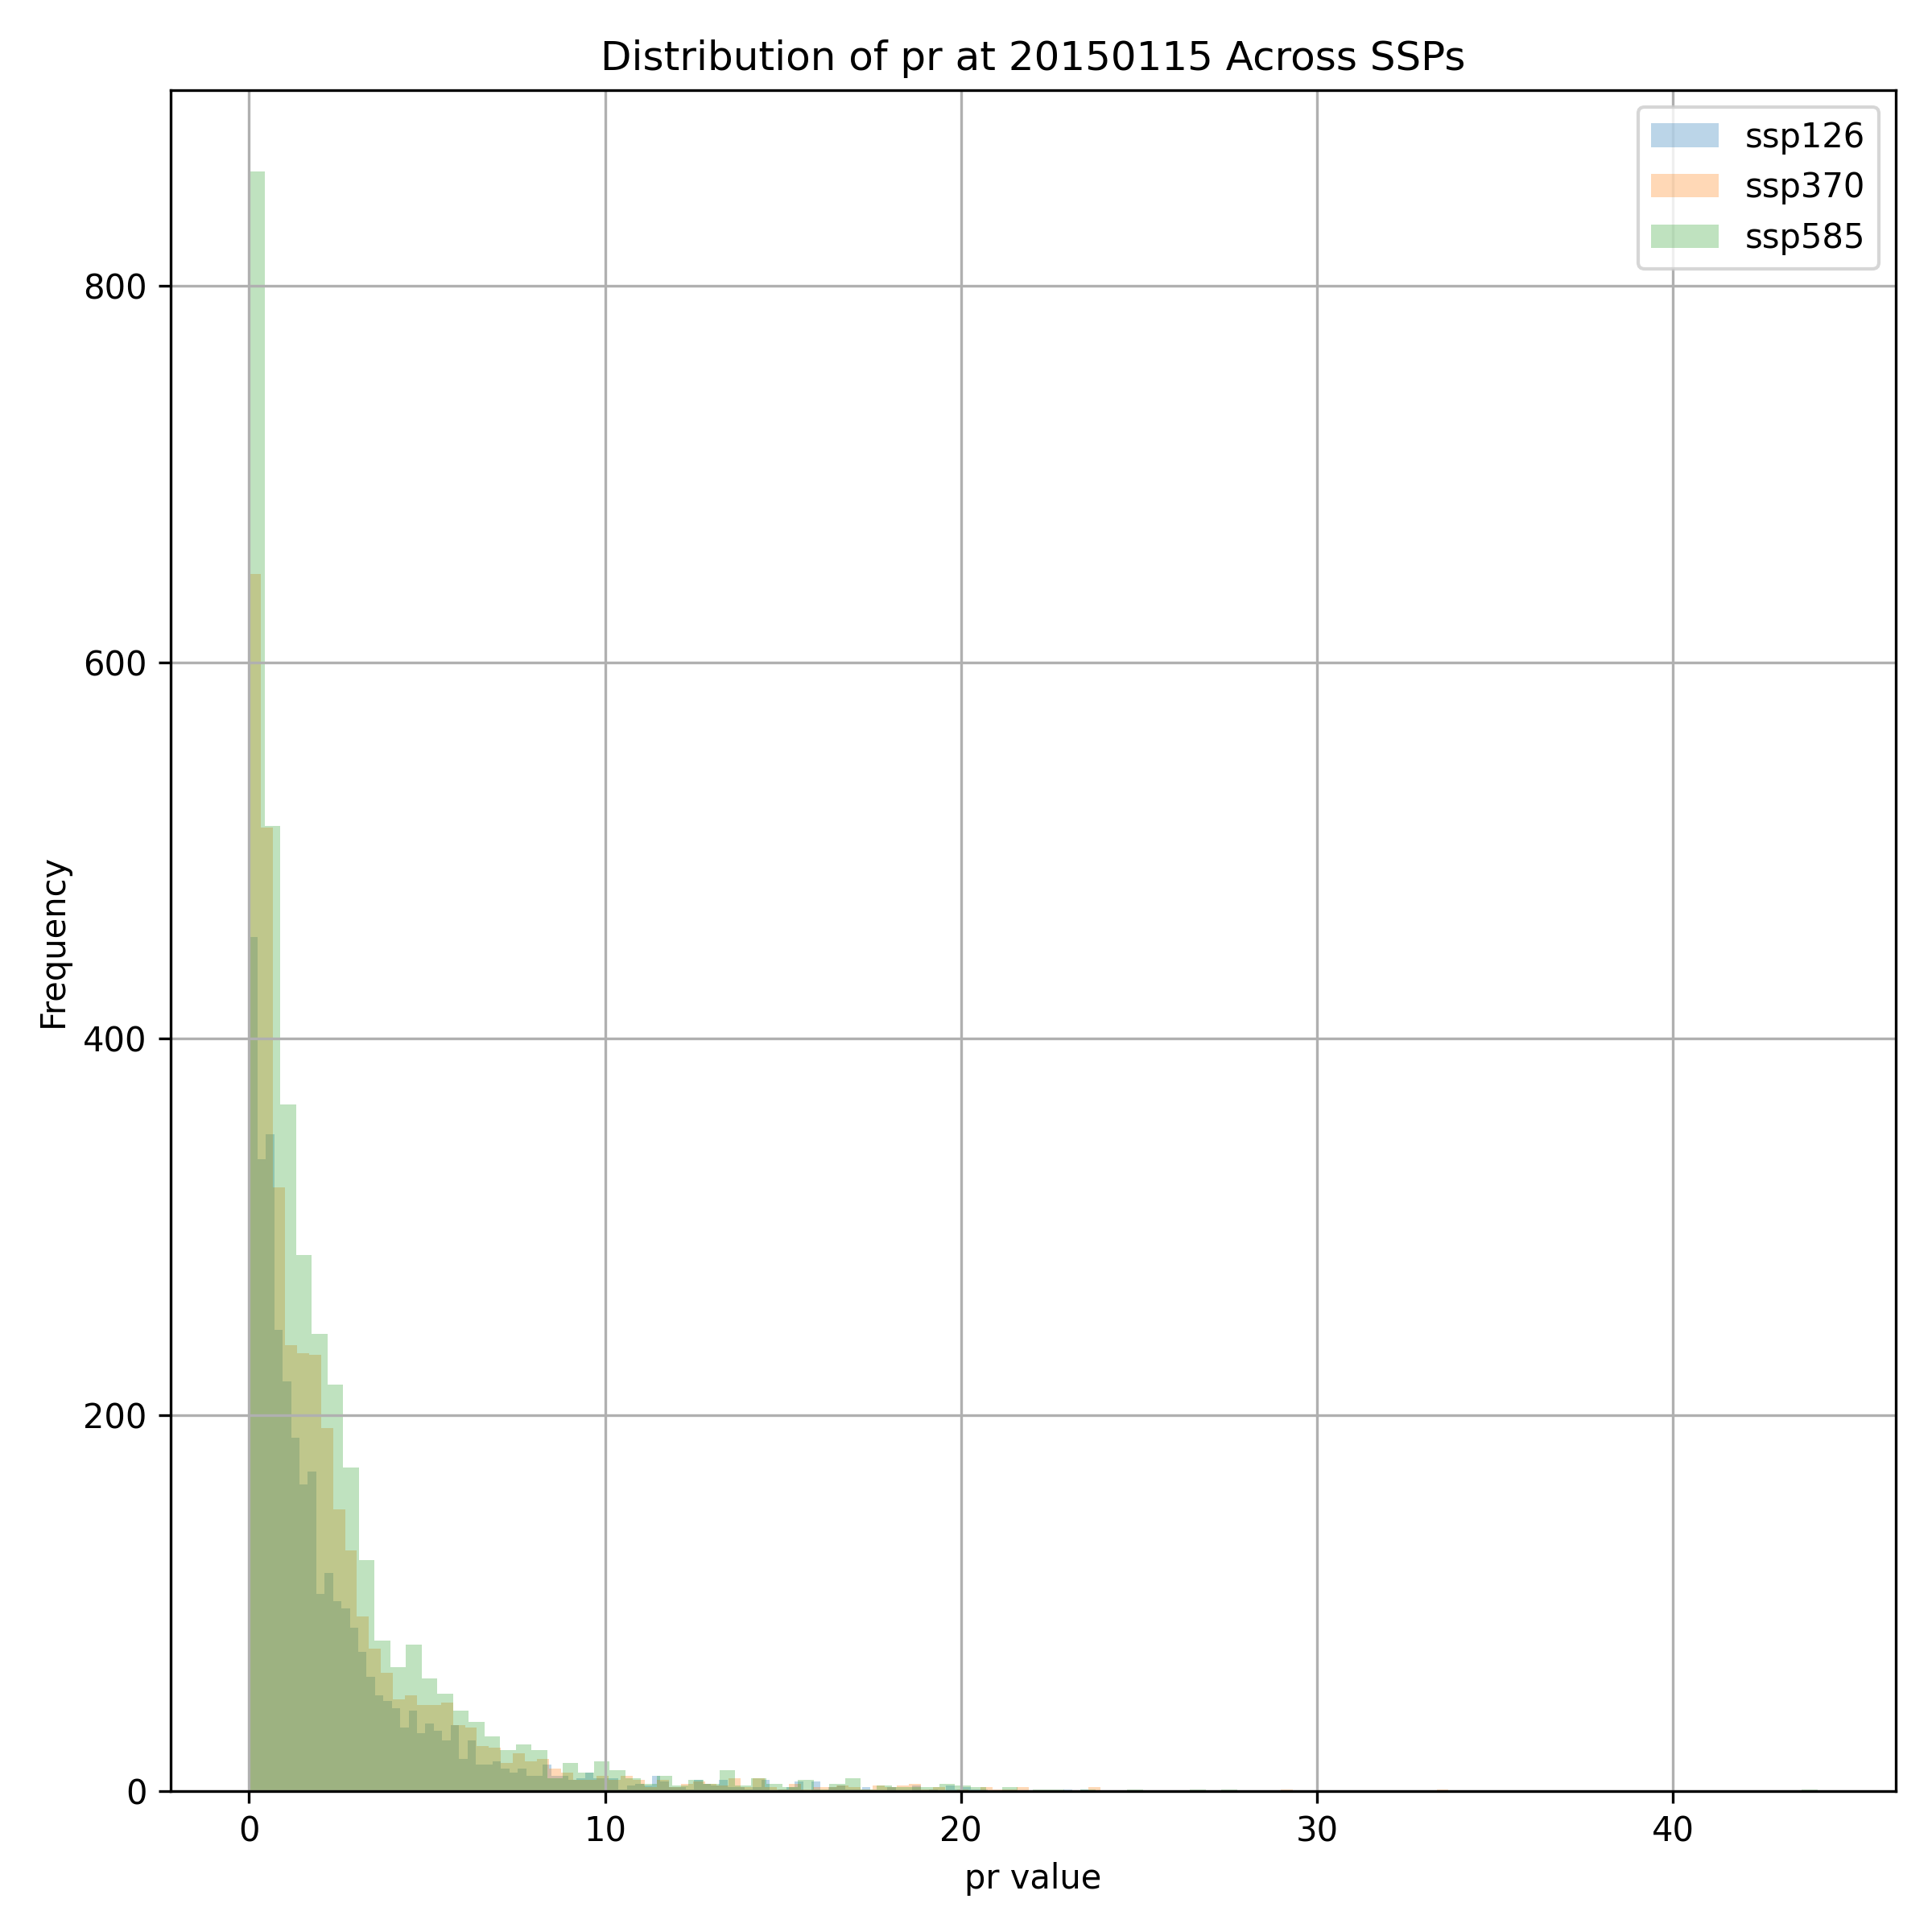 Distribution of pr at 20150115 Across SSPs
ssp126
ssp370
ssp585
800
600
400
200
0
Frequency
0 10 20 30 40
pr value